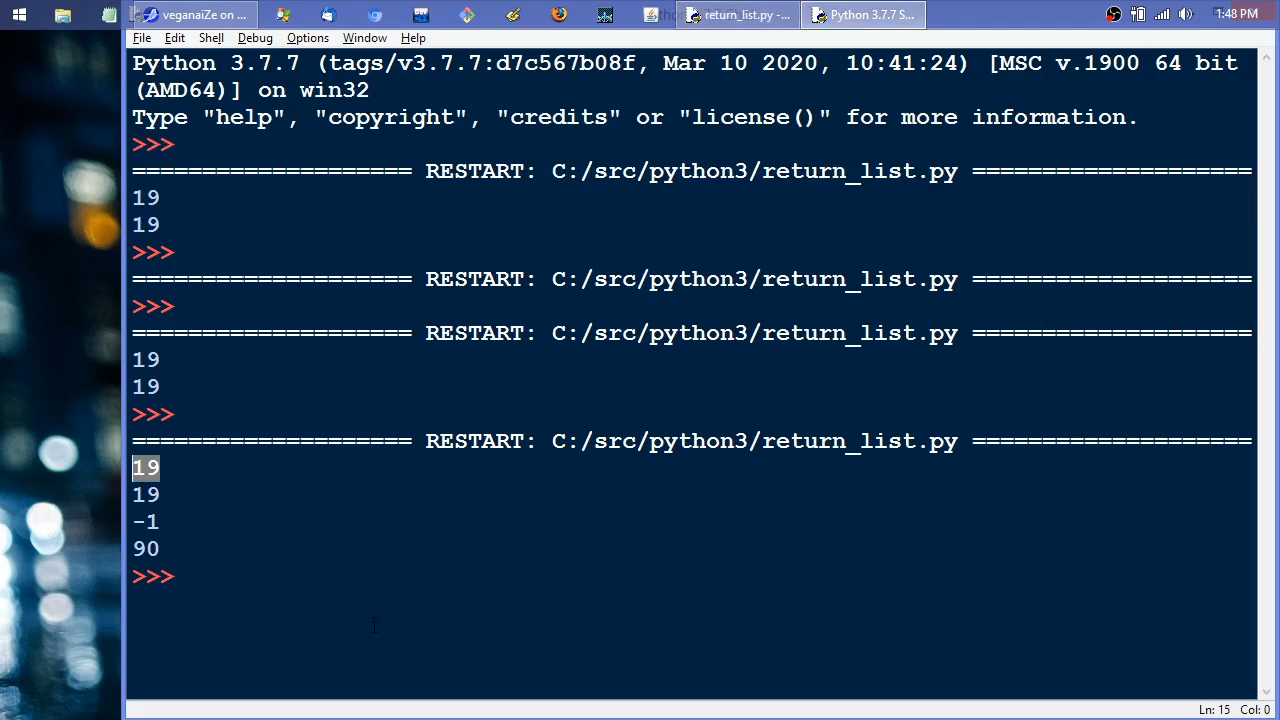 veganaiZe on ...
return_list.py -...
Python 3.7.7 S...
1:48 PM
File Edit Shell Debug Options Window Help
Python 3.7.7 (tags/v3.7.7:d7c567b08f, Mar 10 2020, 10:41:24) [MSC v.1900 64 bit
(AMD64)] on win32
Type "help", "copyright", "credits" or "license()" for more information.
>>>
==================== RESTART: C:/src/python3/return_list.py ====================
19
19
>>>
==================== RESTART: C:/src/python3/return_list.py ====================
>>>
==================== RESTART: C:/src/python3/return_list.py ====================
19
19
>>>
==================== RESTART: C:/src/python3/return_list.py ====================
19
19
-1
90
>>>
Ln: 15 Col: 0